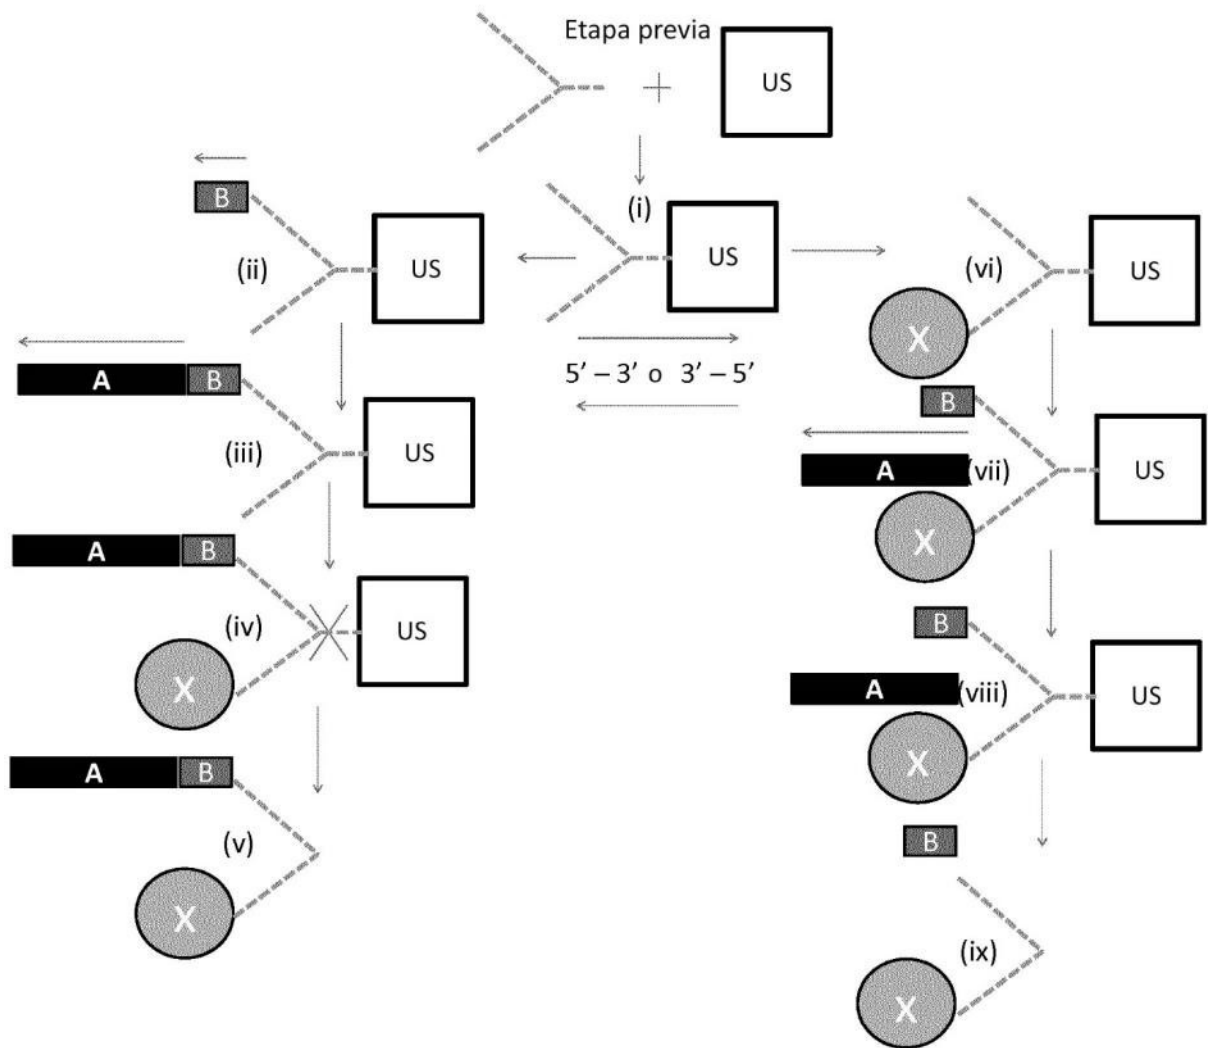 Etapa previa
US
(i)
US
B
(ii)
US
(vi)
US
X
5' – 3' o 3' – 5'
A B
(iii)
US
B
A
(vii)
US
X
A B
(iv)
US
X
B
A
(viii)
US
X
A B
(v)
X
B
(ix)
X